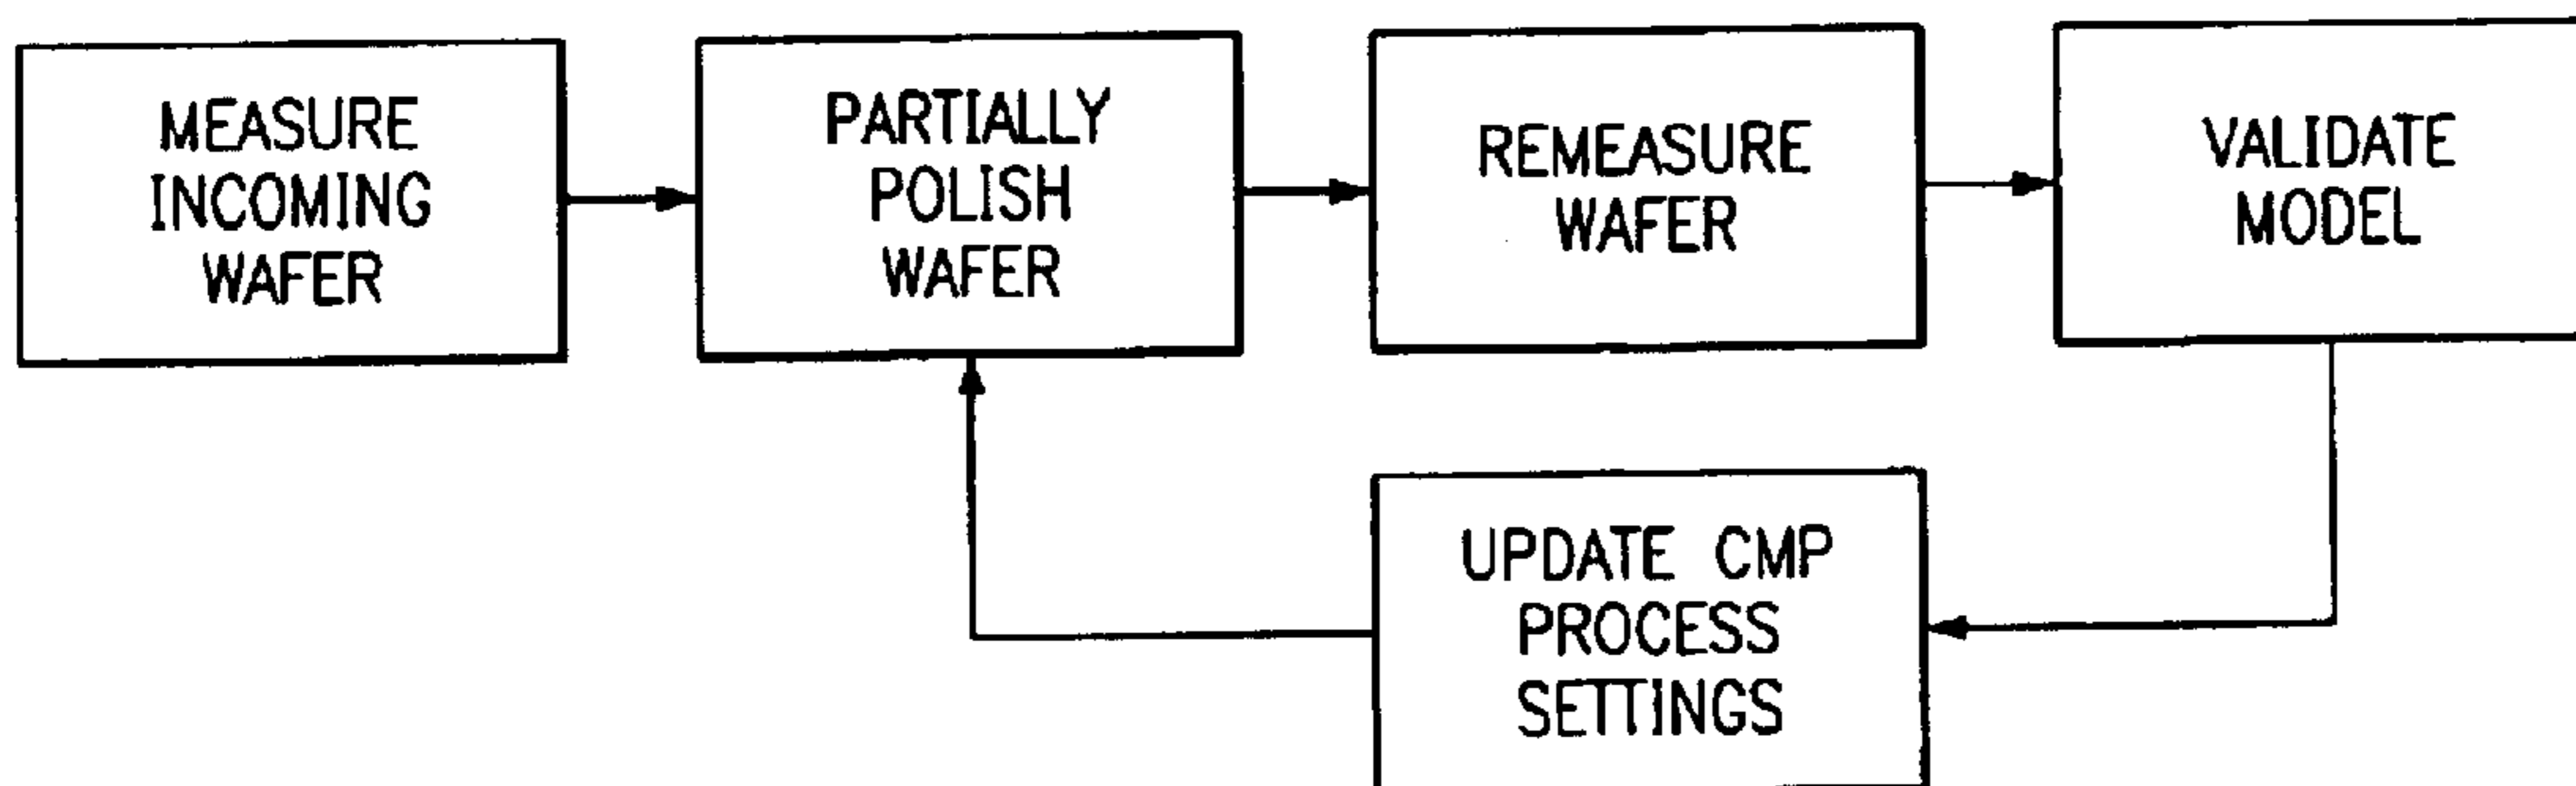 MEASURE
INCOMING
WAFER
PARTIALLY
POLISH
WAFER
REMEASURE
WAFER
VALIDATE
MODEL
UPDATE CMP
PROCESS
SETTINGS